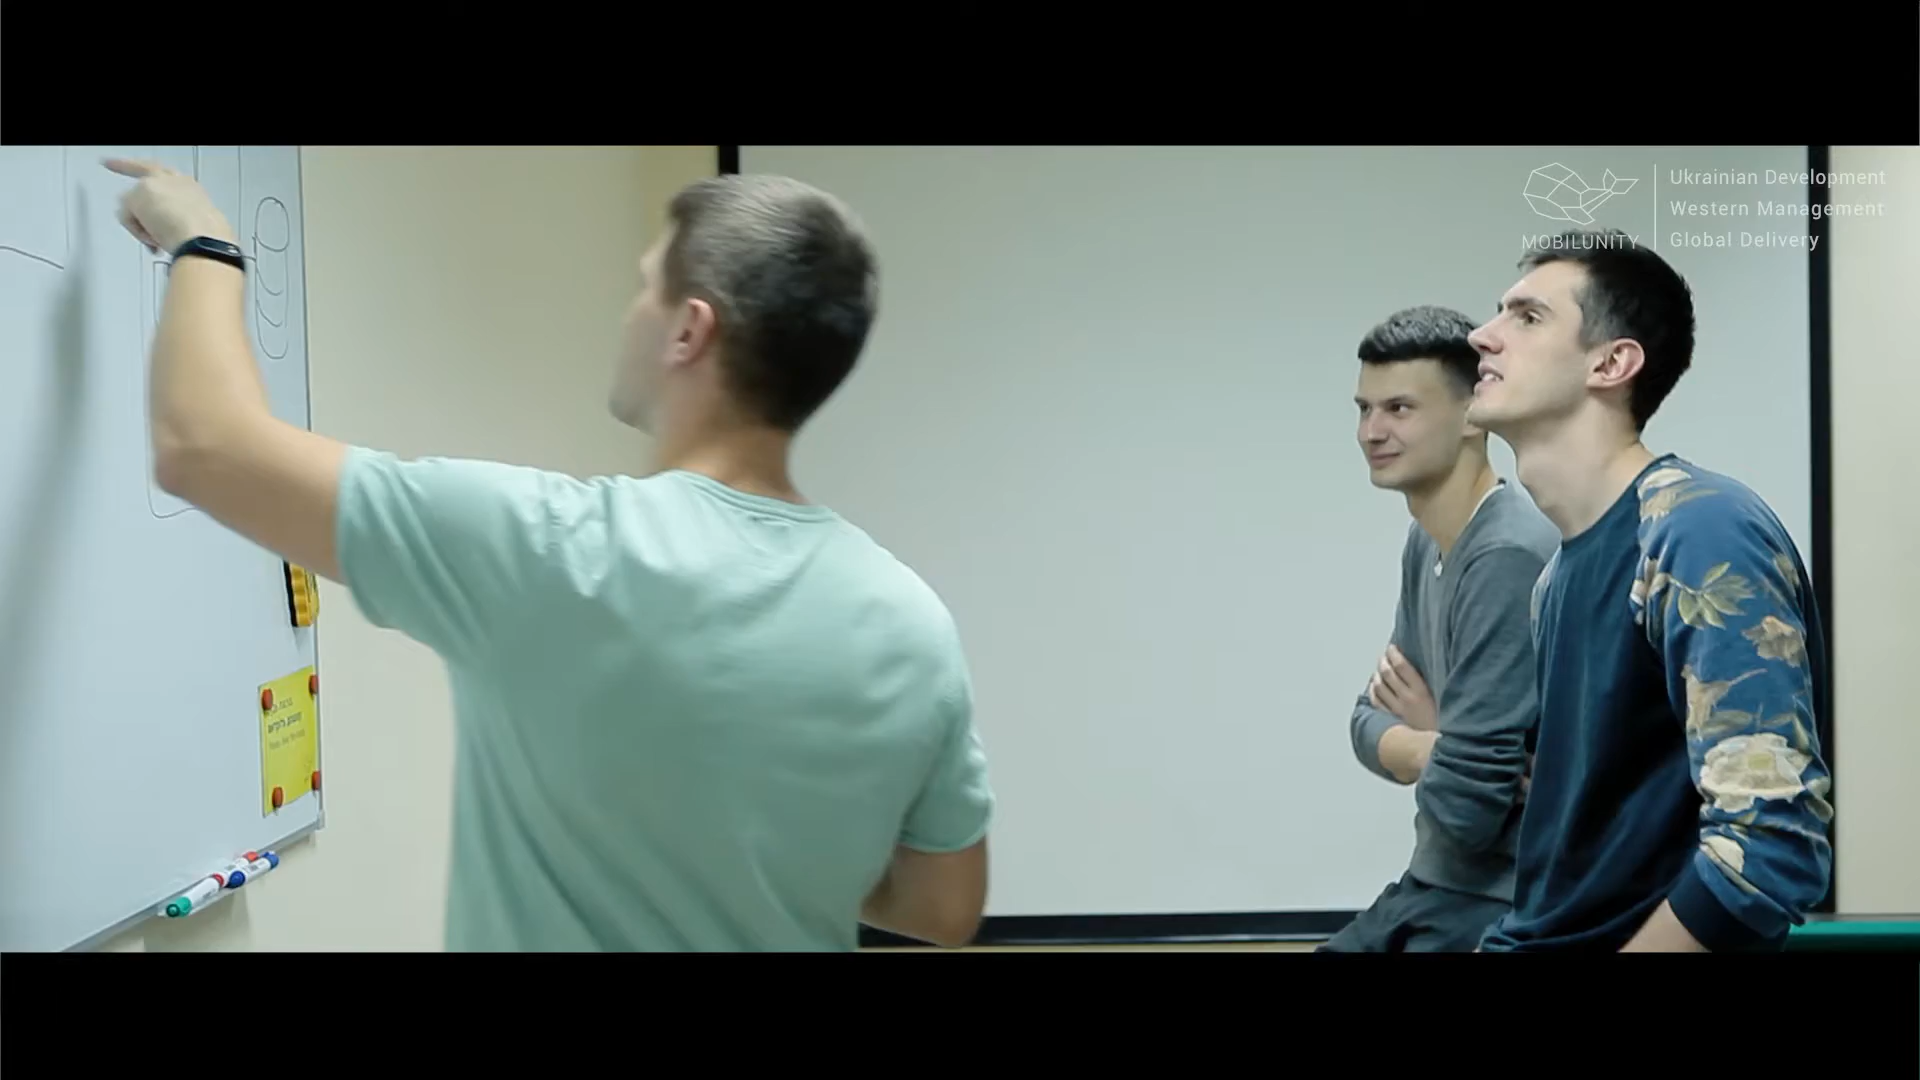 MOBILUNITY
Ukrainian Development
Western Management
Global Delivery